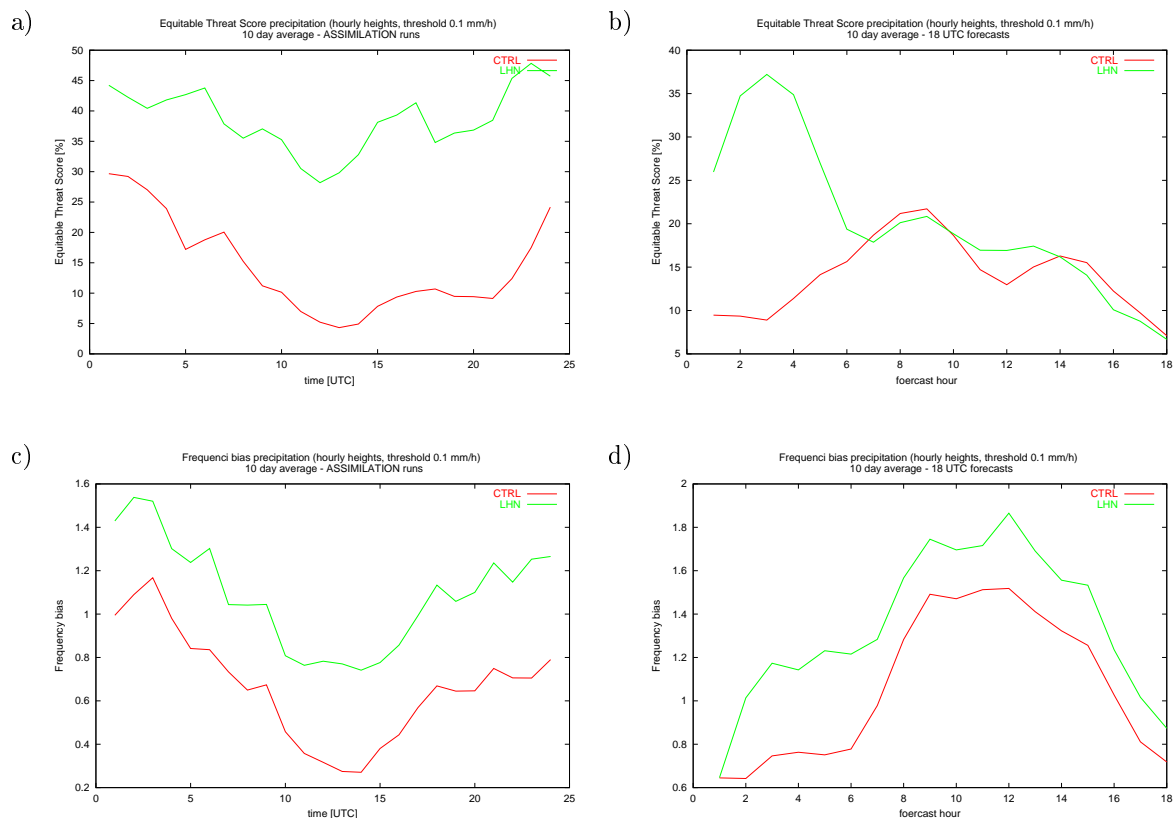 a)
Equitable Threat Score precipitation (hourly heights, threshold 0.1 mm/h)
10 day average - ASSIMILATION runs
CTRL
LHN
Equitable Threat Score [%]
50
45
40
35
30
25
20
15
10
5
0
0 5 10 15 20 25
time [UTC]
b)
Equitable Threat Score precipitation (hourly heights, threshold 0.1 mm/h)
10 day average - 18 UTC forecasts
CTRL
LHN
Equitable Threat Score [%]
40
35
30
25
20
15
10
5
0 2 4 6 8 10 12 14 16 18
foercast hour
c)
Frequenci bias precipitation (hourly heights, threshold 0.1 mm/h)
10 day average - ASSIMILATION runs
CTRL
LHN
Frequency bias
1.6
1.4
1.2
1
0.8
0.6
0.4
0.2
0 5 10 15 20 25
time [UTC]
d)
Frequenci bias precipitation (hourly heights, threshold 0.1 mm/h)
10 day average - 18 UTC forecasts
CTRL
LHN
Frequency bias
2
1.8
1.6
1.4
1.2
1
0.8
0.6
0 2 4 6 8 10 12 14 16 18
foercast hour